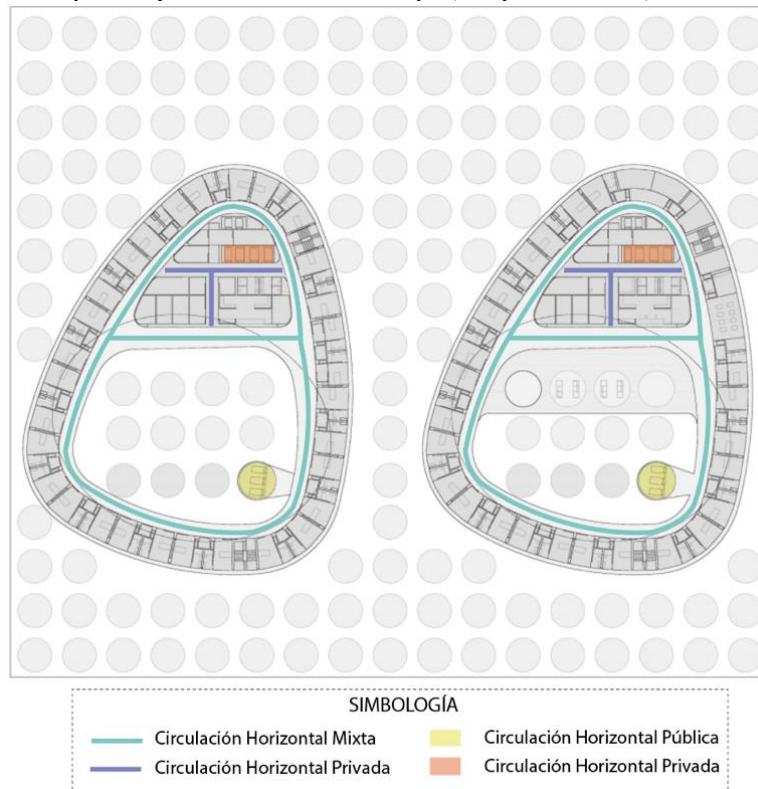 SIMBOLOGÍA
Circulación Horizontal Mixta
Circulación Horizontal Pública
Circulación Horizontal Privada
Circulación Horizontal Privada